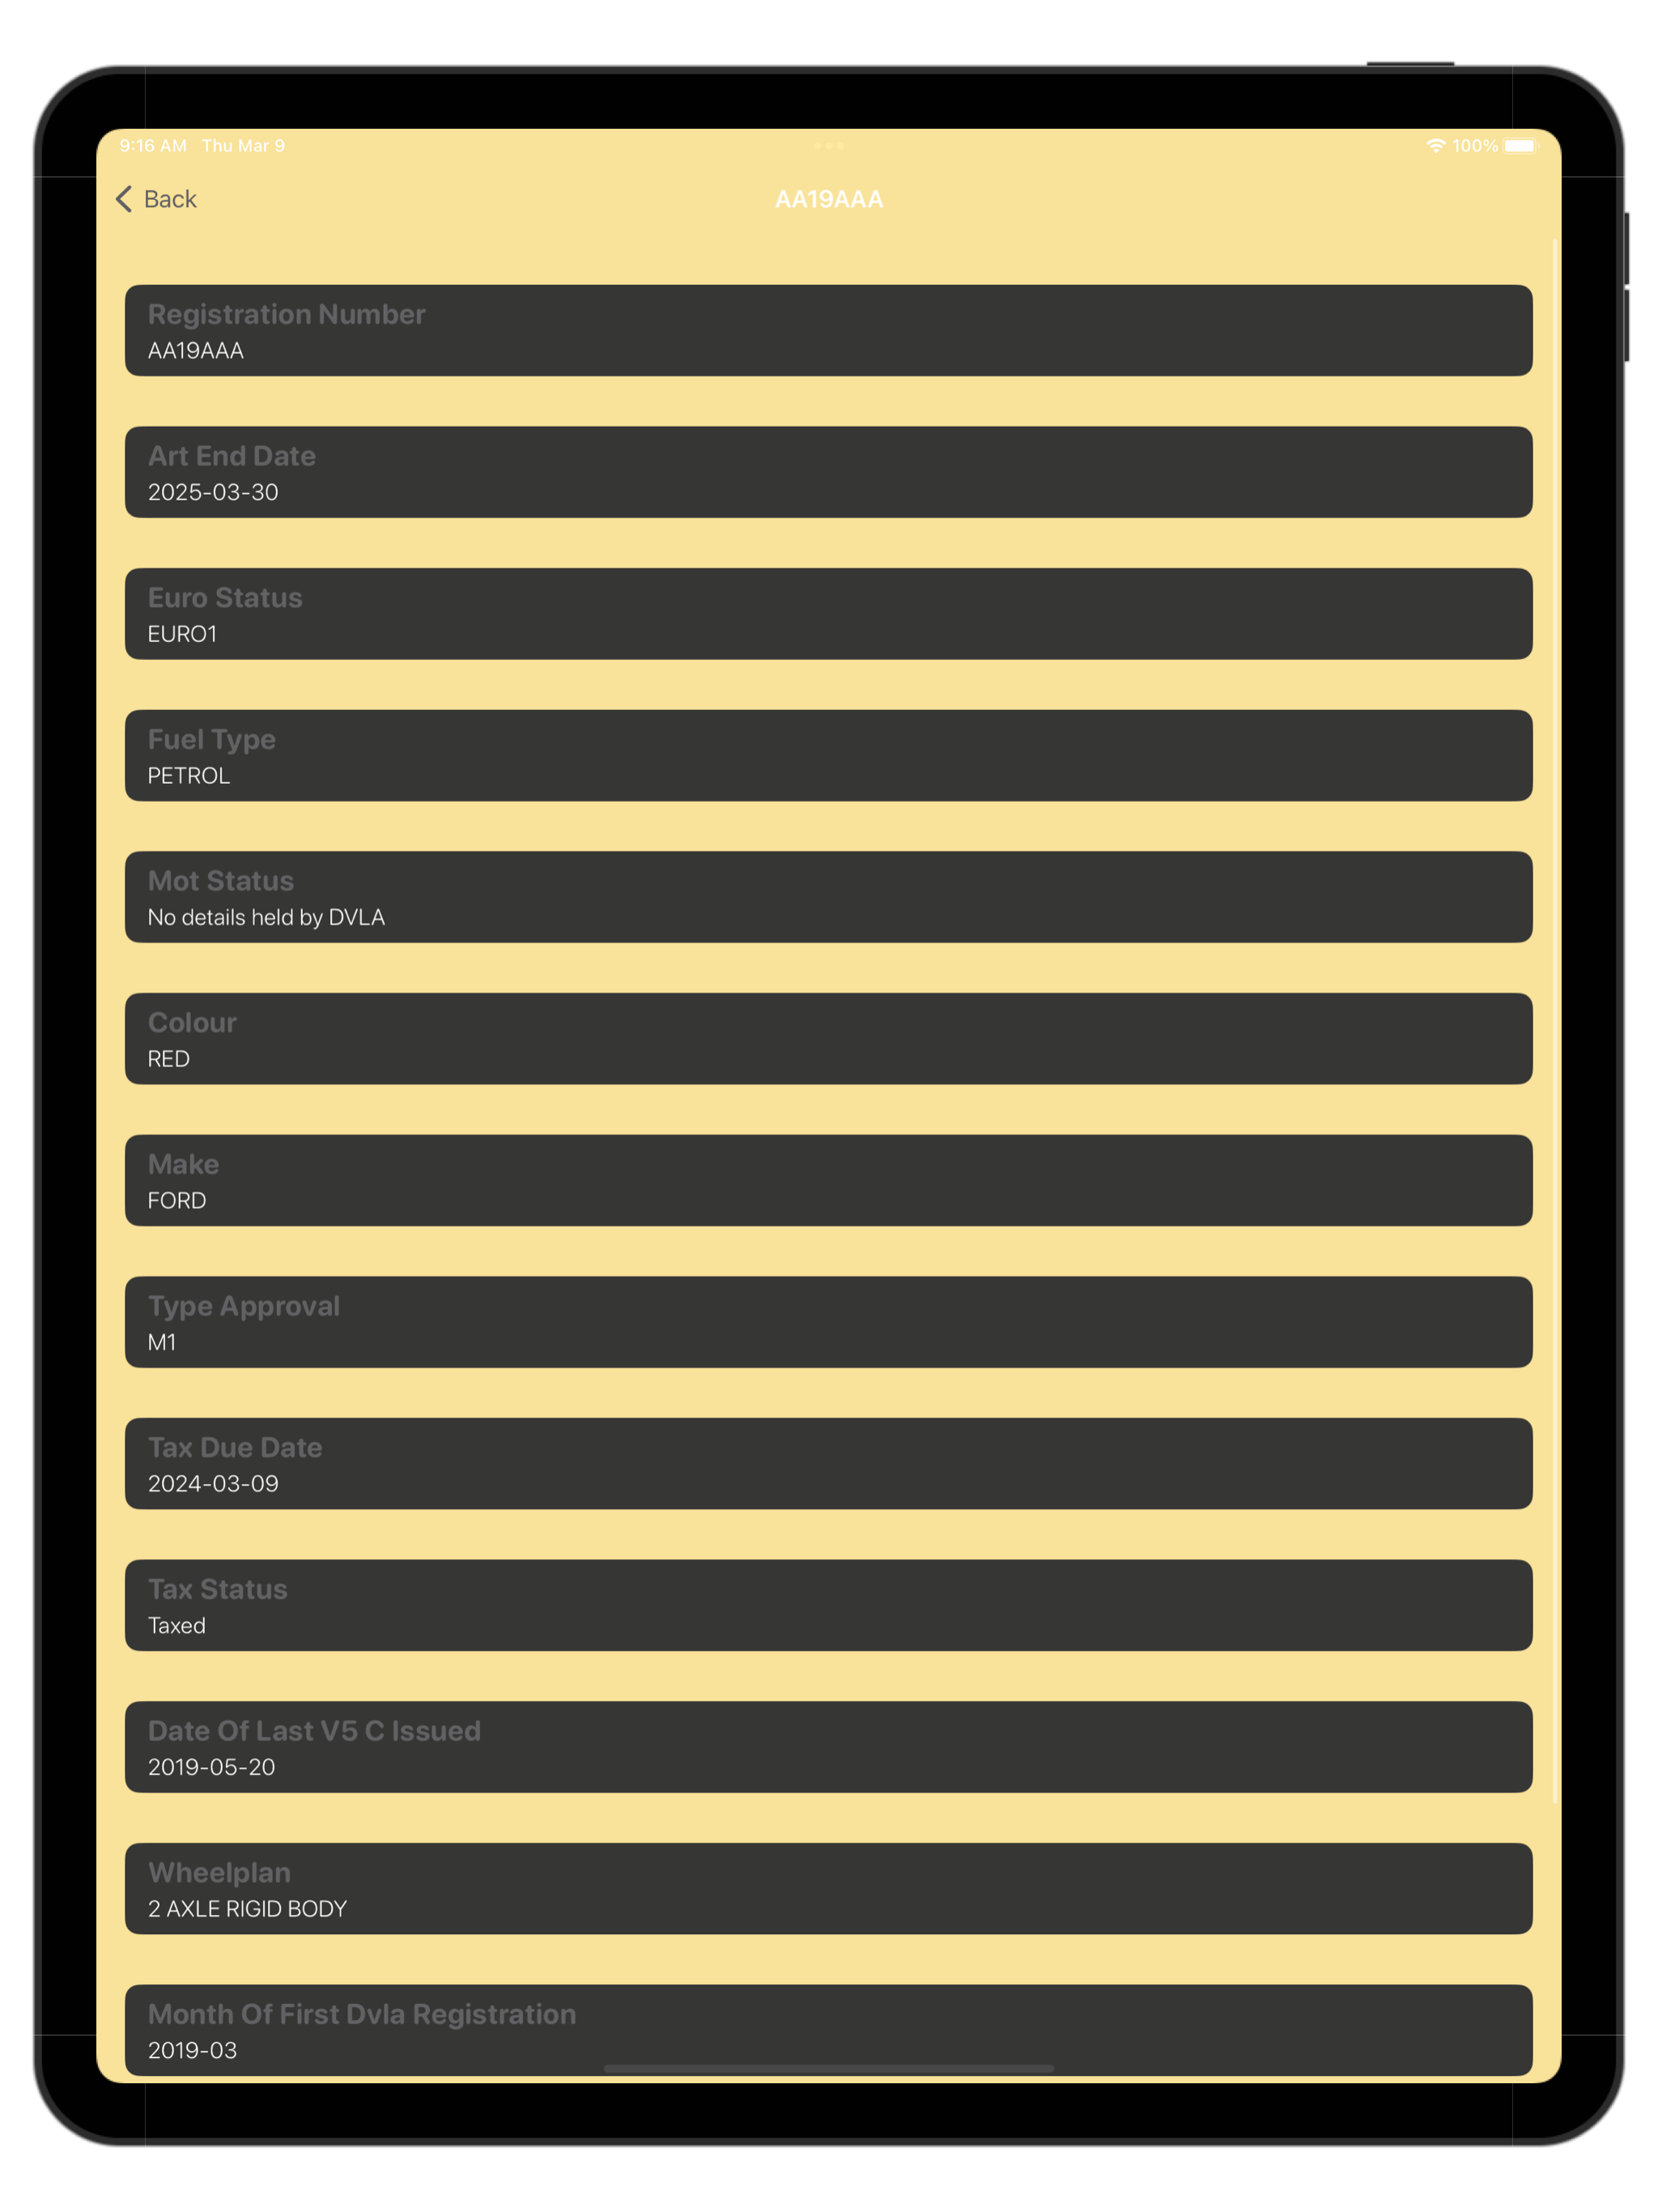 9:16 AM Thu Mar 9 100%
Back AA19AAA
Registration Number
AA19AAA
Art End Date
2025-03-30
Euro Status
EURO1
Fuel Type
PETROL
Mot Status
No details held by DVLA
Colour
RED
Make
FORD
Type Approval
M1
Tax Due Date
2024-03-09
Tax Status
Taxed
Date Of Last V5 C Issued
2019-05-20
Wheelplan
2 AXLE RIGID BODY
Month Of First Dvla Registration
2019-03